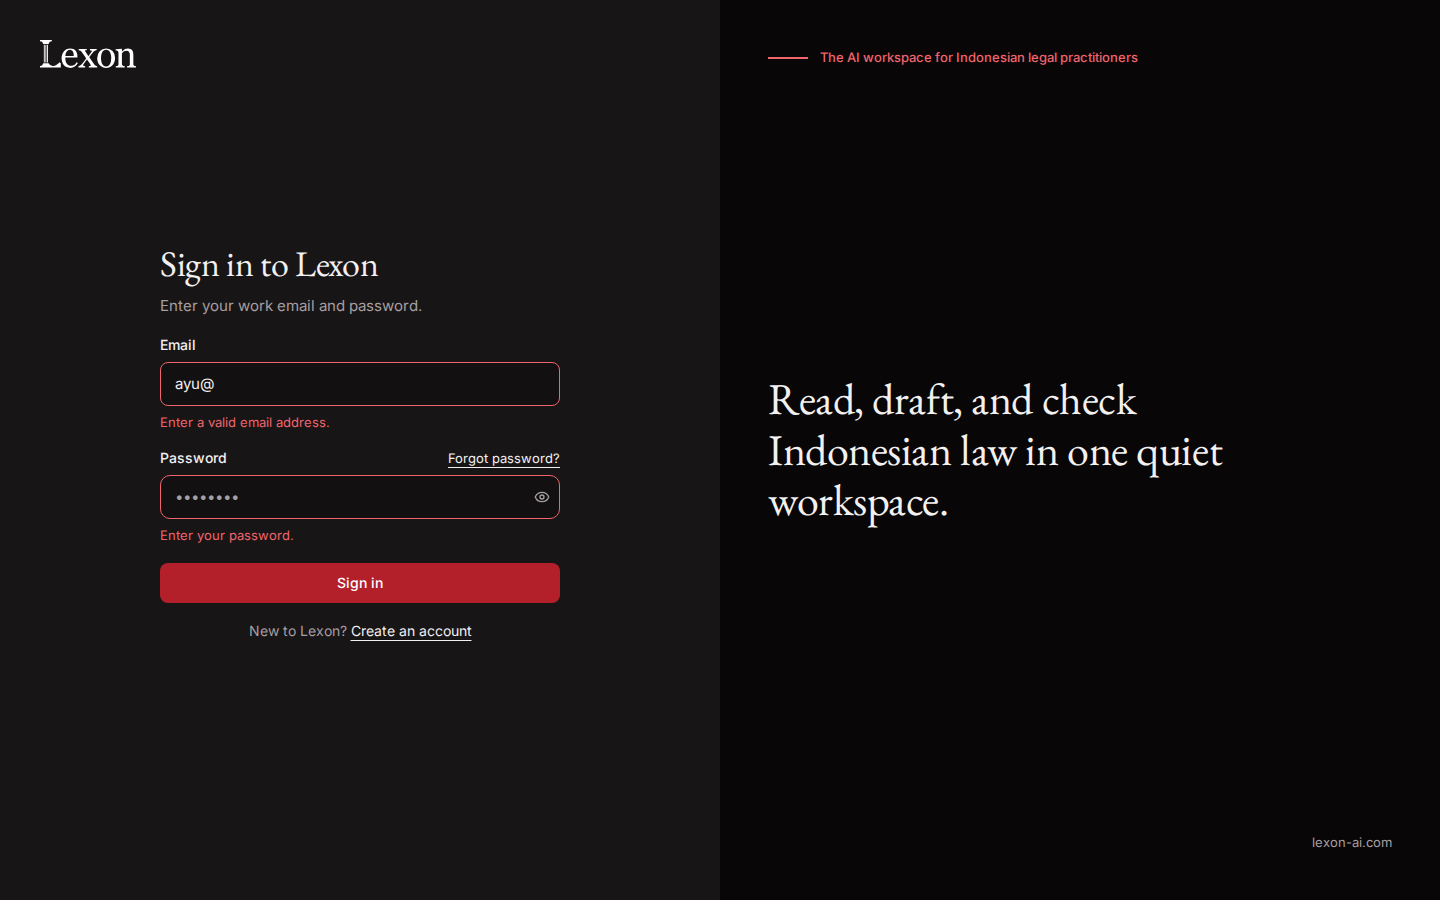 Lexon
Sign in to Lexon
Enter your work email and password.
Email
ayu@
Enter a valid email address.
Password Forgot password?
••••••••
Enter your password.
Sign in
New to Lexon? Create an account
The AI workspace for Indonesian legal practitioners
Read, draft, and check
Indonesian law in one quiet
workspace.
lexon-ai.com